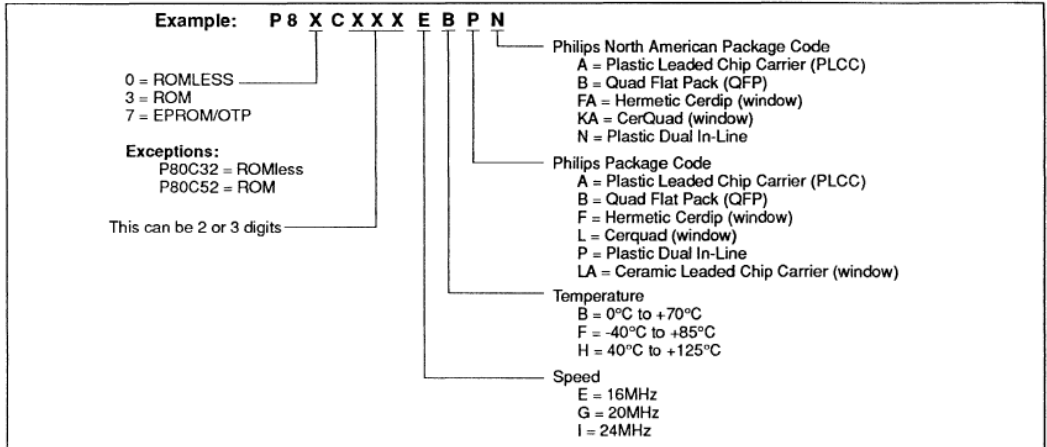 Example: P 8 X C X X X E B P N
Philips North American Package Code
A = Plastic Leaded Chip Carrier (PLCC)
B = Quad Flat Pack (QFP)
FA = Hermetic Cerdip (window)
KA = CerQuad (window)
N = Plastic Dual In-Line
0 = ROMLESS
3 = ROM
7 = EPROM/OTP
Exceptions:
P80C32 = ROMless
P80C52 = ROM
This can be 2 or 3 digits
Philips Package Code
A = Plastic Leaded Chip Carrier (PLCC)
B = Quad Flat Pack (QFP)
F = Hermetic Cerdip (window)
L = Cerquad (window)
P = Plastic Dual In-Line
LA = Ceramic Leaded Chip Carrier (window)
Temperature
B = 0°C to +70°C
F = -40°C to +85°C
H = 40°C to +125°C
Speed
E = 16MHz
G = 20MHz
I = 24MHz